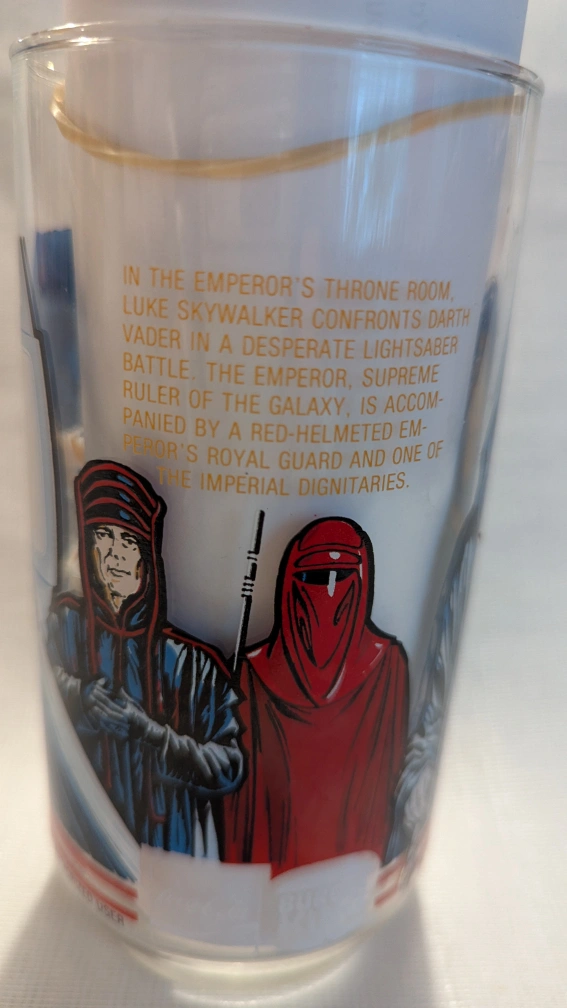 IN THE EMPEROR'S THRONE ROOM,
LUKE SKYWALKER CONFRONTS DARTH
VADER IN A DESPERATE LIGHTSABER
BATTLE. THE EMPEROR, SUPREME
RULER OF THE GALAXY, IS ACCOM-
PANIED BY A RED-HELMETED EM-
PEROR'S ROYAL GUARD AND ONE OF
THE IMPERIAL DIGNITARIES.
USER